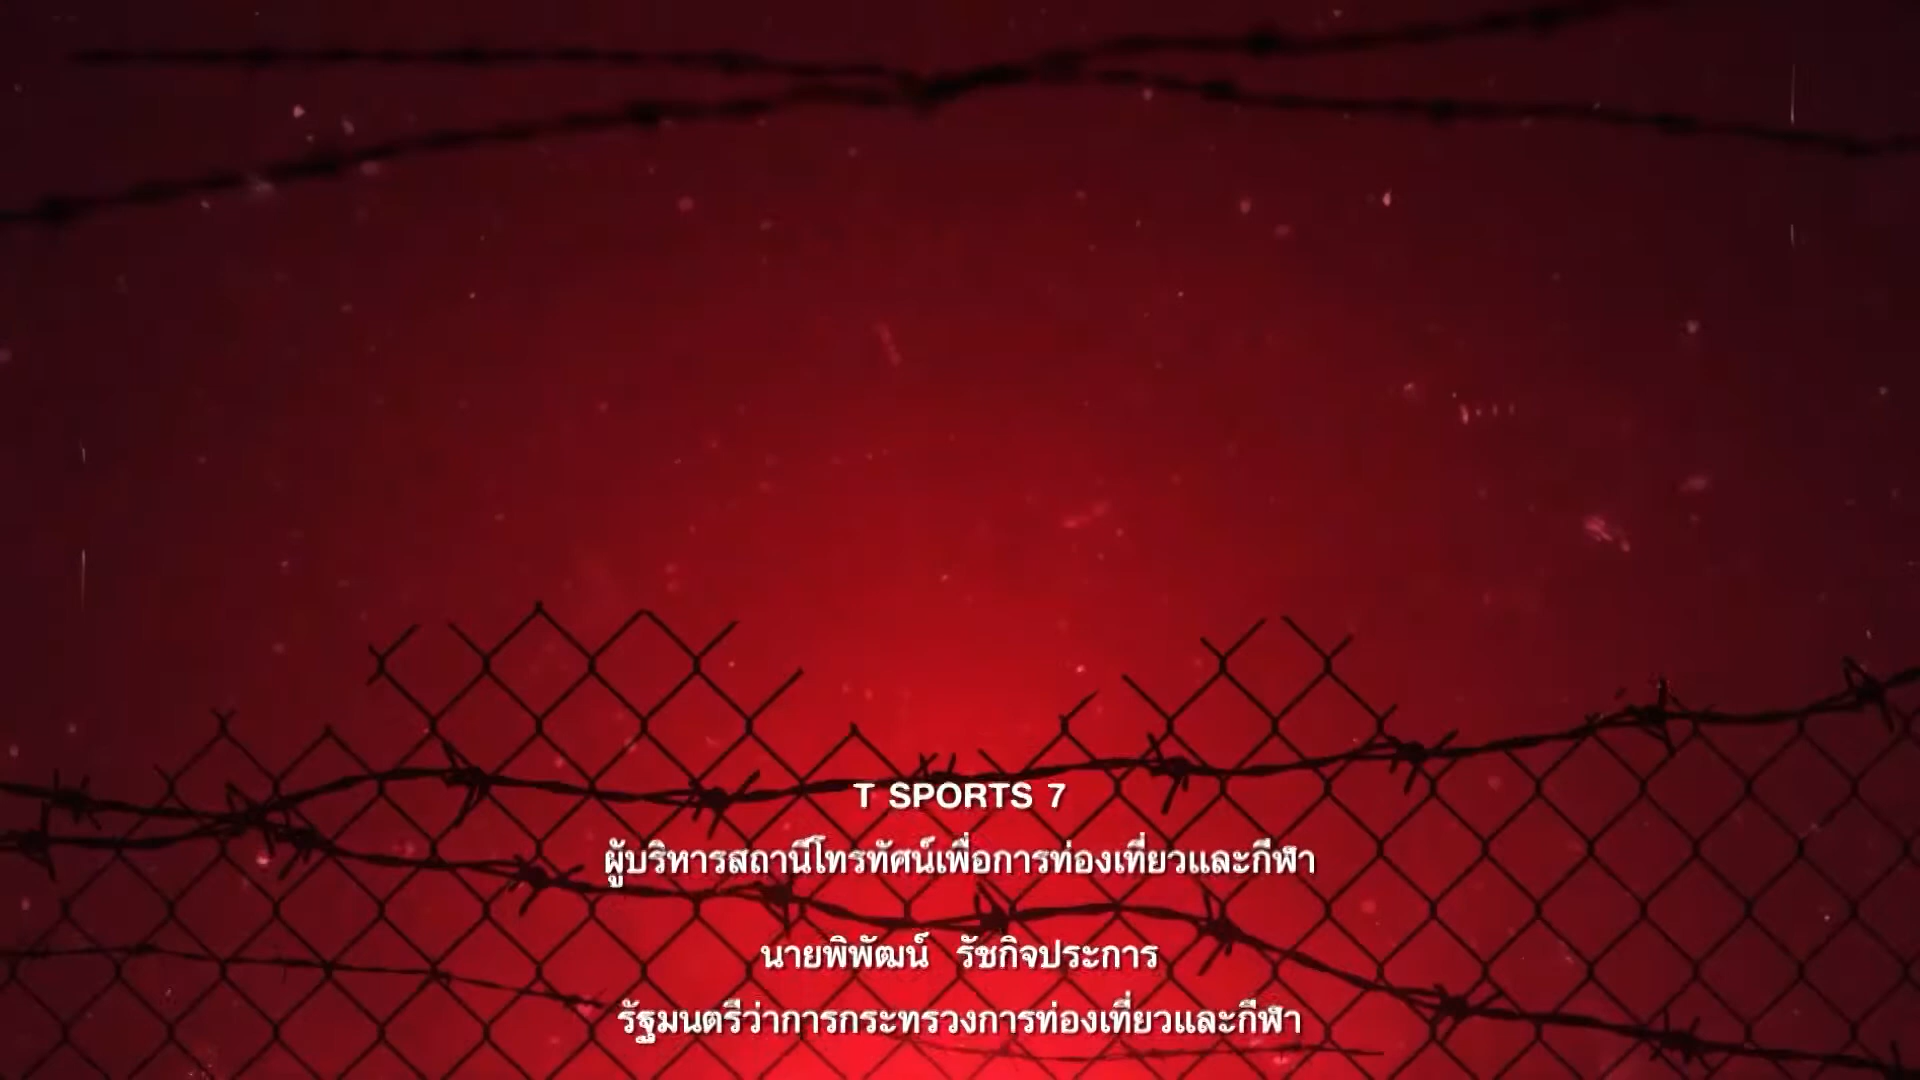 T SPORTS 7
ผู้บริหารสถานีโทรทัศน์เพื่อการท่องเที่ยวและกีฬา
นายพิพัฒน์ รัชกิจประการ
รัฐมนตรีว่าการกระทรวงการท่องเที่ยวและกีฬา